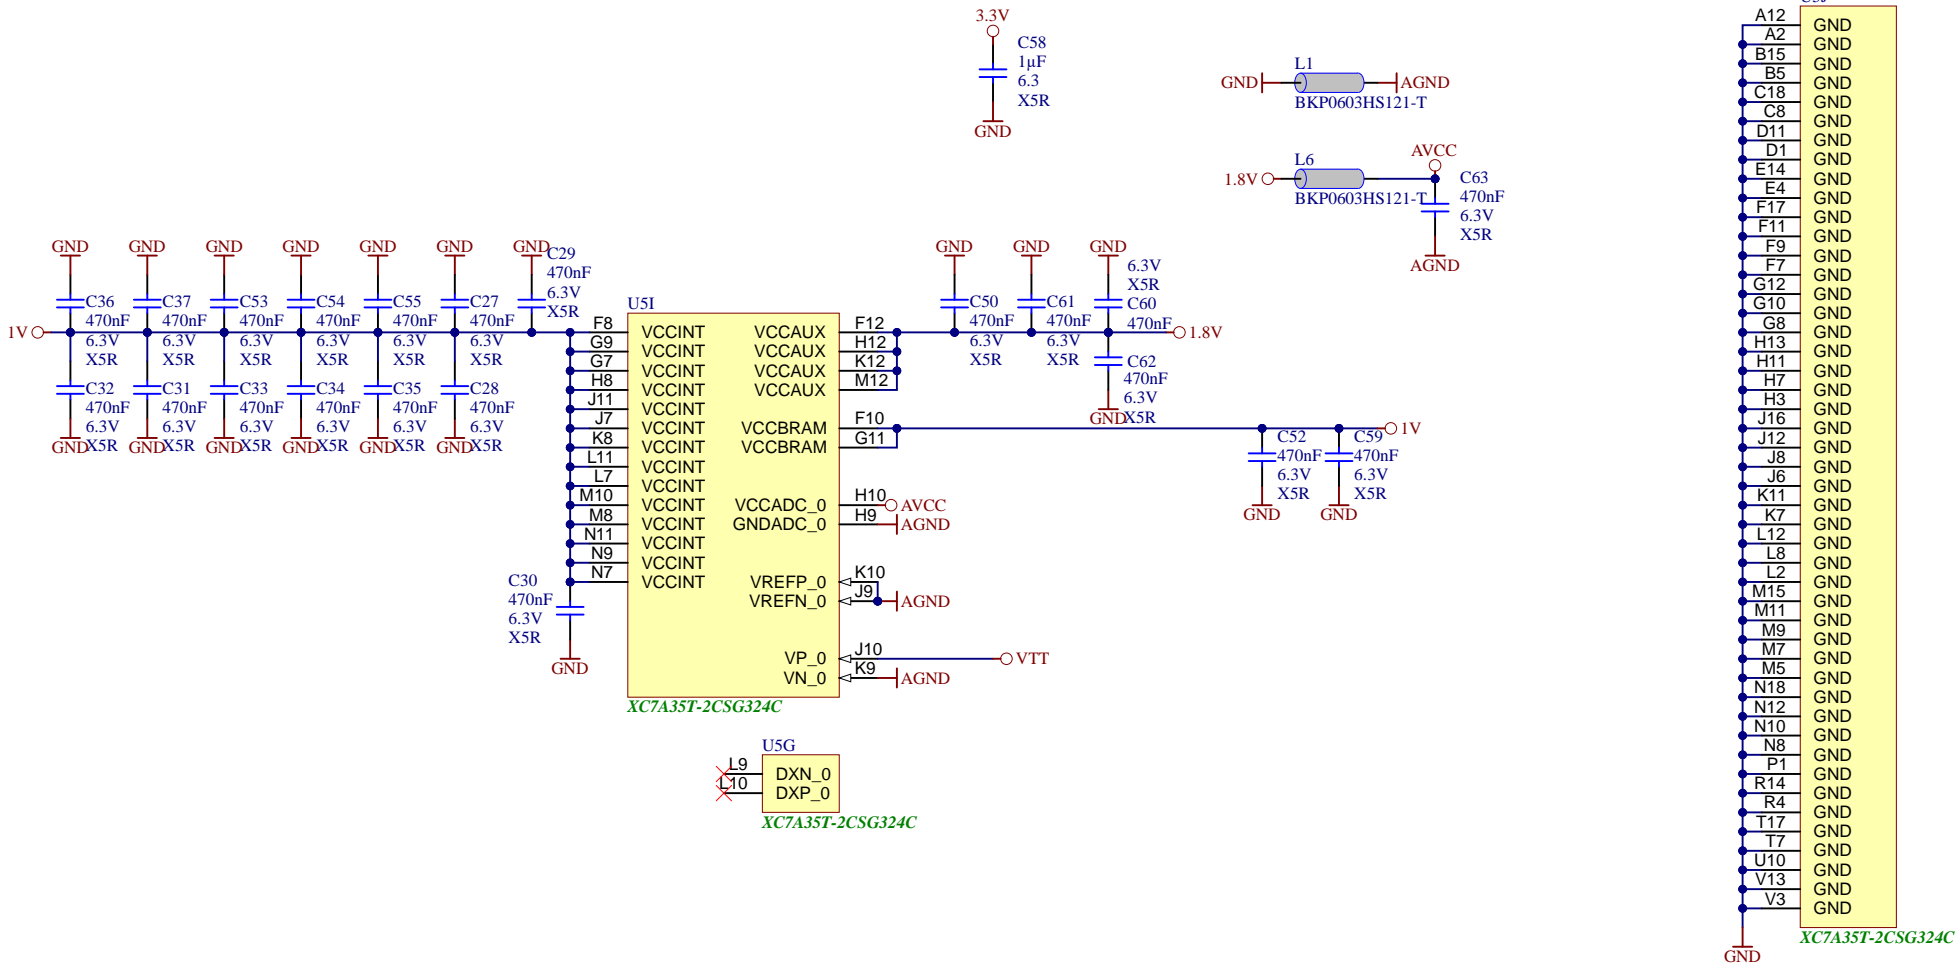 3.3V
C58
1µF
6.3
X5R
GND
L1
GND
AGND
BKP0603HS121-T
L6
1.8V
AVCC
BKP0603HS121-T
C63
470nF
6.3V
X5R
AGND
GND GND GND GND GND GND GND
C29
470nF
6.3V
X5R
C36 C37 C53 C54 C55 C27
470nF 470nF 470nF 470nF 470nF 470nF
1V
6.3V 6.3V 6.3V 6.3V 6.3V 6.3V
X5R X5R X5R X5R X5R X5R
C32 C31 C33 C34 C35 C28
470nF 470nF 470nF 470nF 470nF 470nF
6.3V 6.3V 6.3V 6.3V 6.3V 6.3V
X5R X5R X5R X5R X5R X5R
GND GND GND GND GND GND
C30
470nF
6.3V
X5R
GND
U5I
F8 VCCINT
G9 VCCINT
G7 VCCINT
H8 VCCINT
J11 VCCINT
J7 VCCINT
K8 VCCINT
L11 VCCINT
L7 VCCINT
M10 VCCINT
M8 VCCINT
N11 VCCINT
N9 VCCINT
N7 VCCINT
VCCAUX F12
VCCAUX H12
VCCAUX K12
VCCAUX M12
VCCBRAM F10
VCCBRAM G11
VCCADC_0 H10 AVCC
GNDADC_0 H9 AGND
VREFP_0 K10
VREFN_0 J9 AGND
VP_0 J10 VTT
VN_0 K9 AGND
XC7A35T-2CSG324C
GND GND GND
C50
470nF
6.3V
X5R
C61
470nF
6.3V
X5R
6.3V
X5R
C60
470nF
1.8V
C62
470nF
6.3V
X5R
GND
1V
C52
470nF
6.3V
X5R
GND
C59
470nF
6.3V
X5R
GND
U5G
L9 DXN_0
L10 DXP_0
XC7A35T-2CSG324C
A12 GND
A2 GND
B15 GND
B5 GND
C18 GND
C8 GND
D11 GND
D1 GND
E14 GND
E4 GND
F17 GND
F11 GND
F9 GND
F7 GND
G12 GND
G10 GND
G8 GND
H13 GND
H11 GND
H7 GND
H3 GND
J16 GND
J12 GND
J8 GND
J6 GND
K11 GND
K7 GND
L12 GND
L8 GND
L2 GND
M15 GND
M11 GND
M9 GND
M7 GND
M5 GND
N18 GND
N12 GND
N10 GND
N8 GND
P1 GND
R14 GND
R4 GND
T17 GND
T7 GND
U10 GND
V13 GND
V3 GND
XC7A35T-2CSG324C
GND